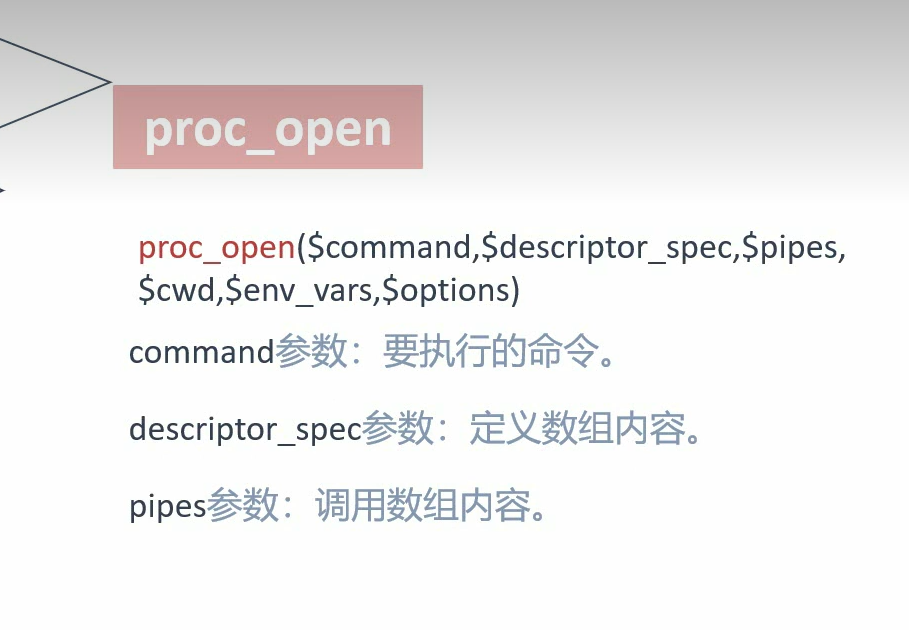 proc_open
proc_open($command,$descriptor_spec,$pipes,
$cwd,$env_vars,$options)
command参数：要执行的命令。
descriptor_spec参数：定义数组内容。
pipes参数：调用数组内容。